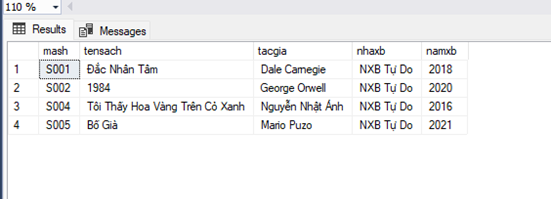 110 %
Results Messages
mash tensach tacgia nhaxb namxb
1 S001 Đắc Nhân Tâm Dale Carnegie NXB Tự Do 2018
2 S002 1984 George Orwell NXB Tự Do 2020
3 S004 Tôi Thấy Hoa Vàng Trên Cỏ Xanh Nguyễn Nhật Ánh NXB Tự Do 2016
4 S005 Bố Già Mario Puzo NXB Tự Do 2021